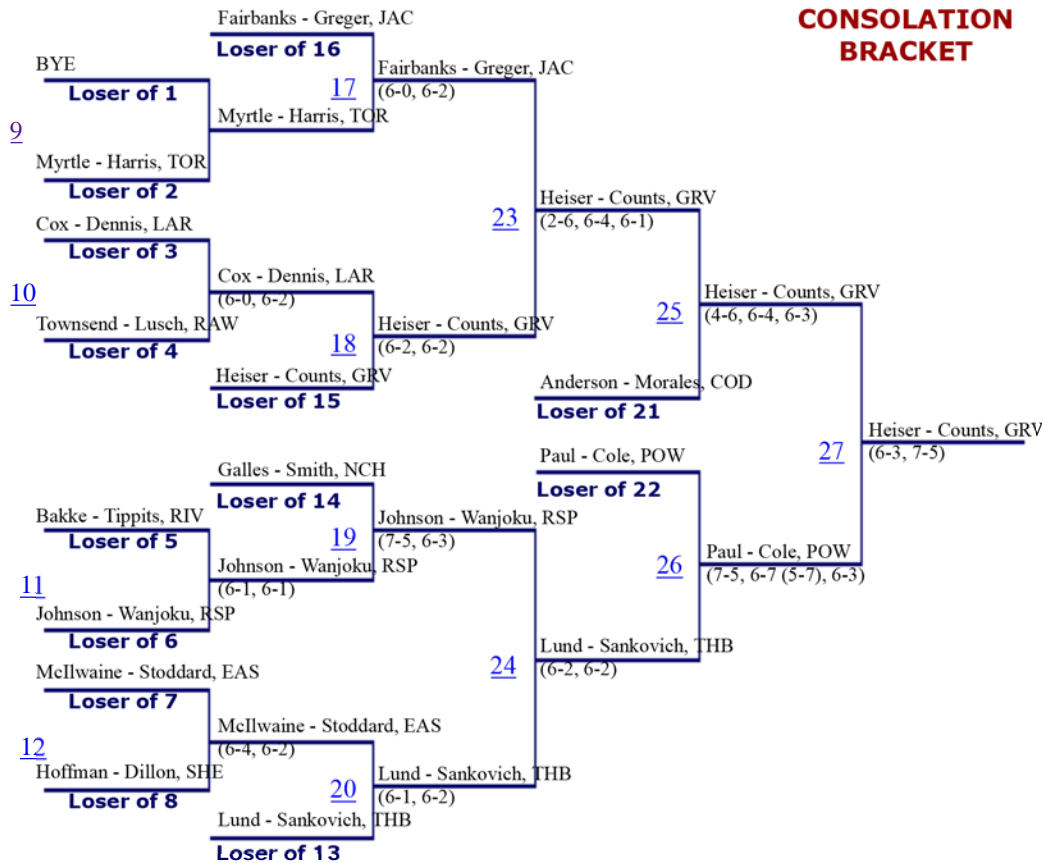 CONSOLATION
BRACKET
Fairbanks - Greger, JAC
Loser of 16
BYE
Loser of 1
17
Fairbanks - Greger, JAC
(6-0, 6-2)
9
Myrtle - Harris, TOR
Myrtle - Harris, TOR
Loser of 2
Cox - Dennis, LAR
Loser of 3
23
Heiser - Counts, GRV
(2-6, 6-4, 6-1)
10
Cox - Dennis, LAR
(6-0, 6-2)
Townsend - Lusch, RAW
Loser of 4
18
Heiser - Counts, GRV
(6-2, 6-2)
25
Heiser - Counts, GRV
(4-6, 6-4, 6-3)
Heiser - Counts, GRV
Loser of 15
Anderson - Morales, COD
Loser of 21
27
Heiser - Counts, GRV
(6-3, 7-5)
Galles - Smith, NCH
Loser of 14
Paul - Cole, POW
Loser of 22
Bakke - Tippits, RIV
Loser of 5
19
Johnson - Wanjoku, RSP
(7-5, 6-3)
11
Johnson - Wanjoku, RSP
(6-1, 6-1)
26
Paul - Cole, POW
(7-5, 6-7 (5-7), 6-3)
Johnson - Wanjoku, RSP
Loser of 6
24
Lund - Sankovich, THB
(6-2, 6-2)
McIlwaine - Stoddard, EAS
Loser of 7
12
McIlwaine - Stoddard, EAS
(6-4, 6-2)
Hoffman - Dillon, SHE
Loser of 8
20
Lund - Sankovich, THB
(6-1, 6-2)
Lund - Sankovich, THB
Loser of 13